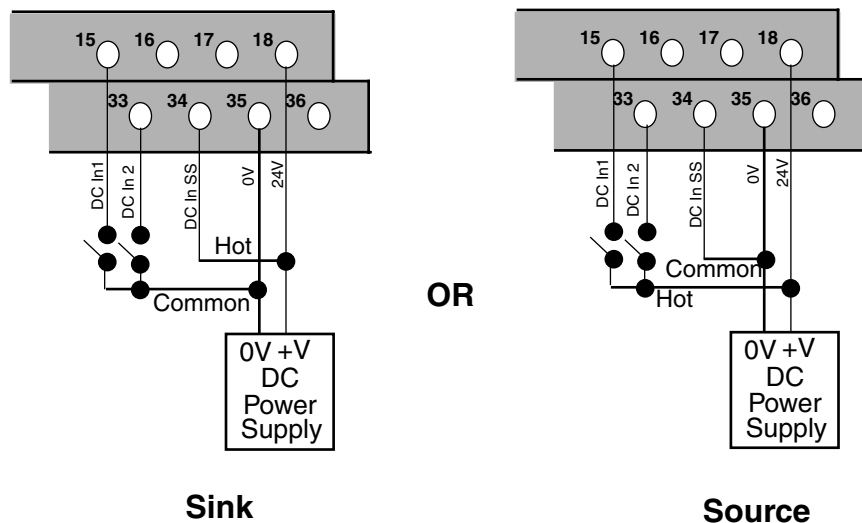 15 16 17 18
33 34 35 36
DC In1
DC In 2
DC In SS
0V
24V
Hot
Common
0V +V
DC
Power
Supply
Sink
OR
15 16 17 18
33 34 35 36
DC In1
DC In 2
DC In SS
0V
24V
Common
Hot
0V +V
DC
Power
Supply
Source